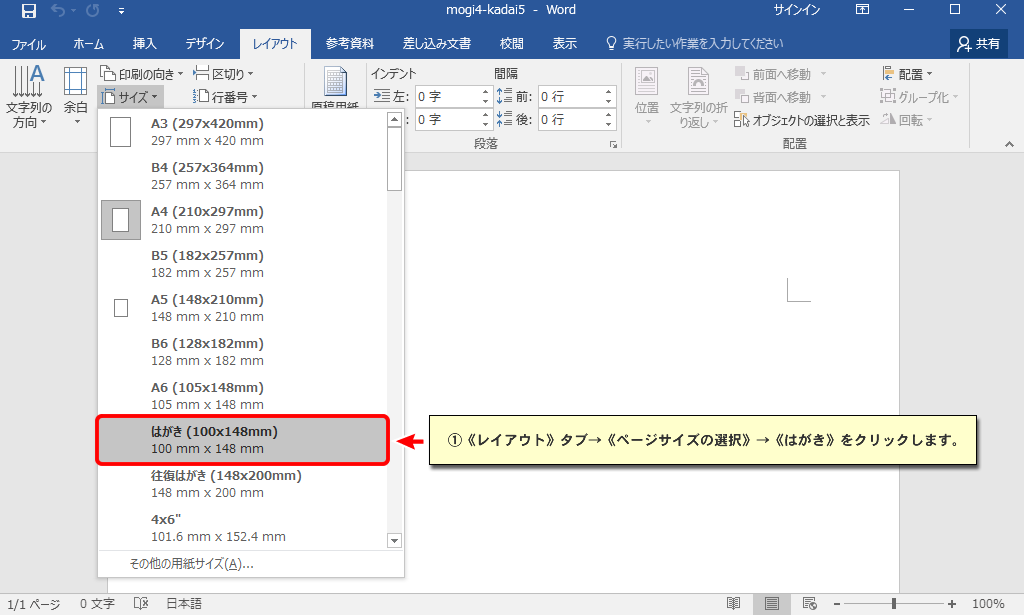 mogi4-kadai5 - Word
サインイン
ファイル ホーム 挿入 デザイン レイアウト 参考資料 差し込み文書 校閲 表示 実行したい作業を入力してください 共有
文字列の方向
余白
印刷の向き
サイズ
区切り
行番号
原稿用紙
インデント
左: 0 字
: 0 字
間隔
前: 0 行
後: 0 行
段落
位置
文字列の折り返し
前面へ移動
背面へ移動
オブジェクトの選択と表示
配置
グループ化
回転
配置
A3 (297x420mm)
297 mm x 420 mm
B4 (257x364mm)
257 mm x 364 mm
A4 (210x297mm)
210 mm x 297 mm
B5 (182x257mm)
182 mm x 257 mm
A5 (148x210mm)
148 mm x 210 mm
B6 (128x182mm)
128 mm x 182 mm
A6 (105x148mm)
105 mm x 148 mm
はがき (100x148mm)
100 mm x 148 mm
往復はがき (148x200mm)
148 mm x 200 mm
4x6"
101.6 mm x 152.4 mm
その他の用紙サイズ(A)...
①《レイアウト》タブ→《ページサイズの選択》→《はがき》をクリックします。
1/1 ページ 0 文字 日本語 100%